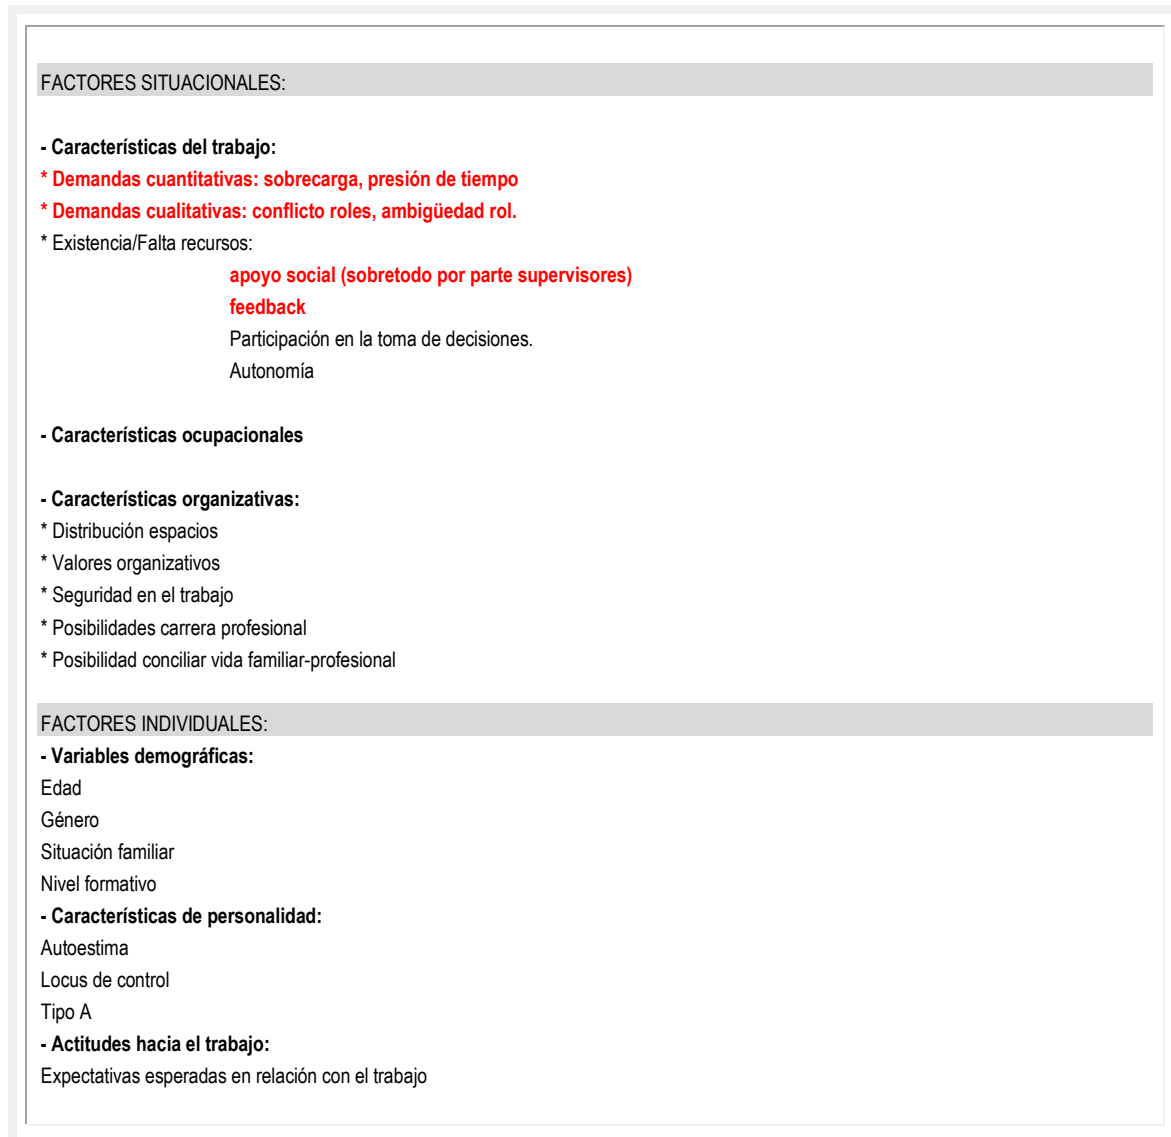 FACTORES SITUACIONALES:
- Características del trabajo:
* Demandas cuantitativas: sobrecarga, presión de tiempo
* Demandas cualitativas: conflicto roles, ambigüedad rol.
* Existencia/Falta recursos:
apoyo social (sobretodo por parte supervisores)
feedback
Participación en la toma de decisiones.
Autonomía
- Características ocupacionales
- Características organizativas:
* Distribución espacios
* Valores organizativos
* Seguridad en el trabajo
* Posibilidades carrera profesional
* Posibilidad conciliar vida familiar-profesional
FACTORES INDIVIDUALES:
- Variables demográficas:
Edad
Género
Situación familiar
Nivel formativo
- Características de personalidad:
Autoestima
Locus de control
Tipo A
- Actitudes hacia el trabajo:
Expectativas esperadas en relación con el trabajo